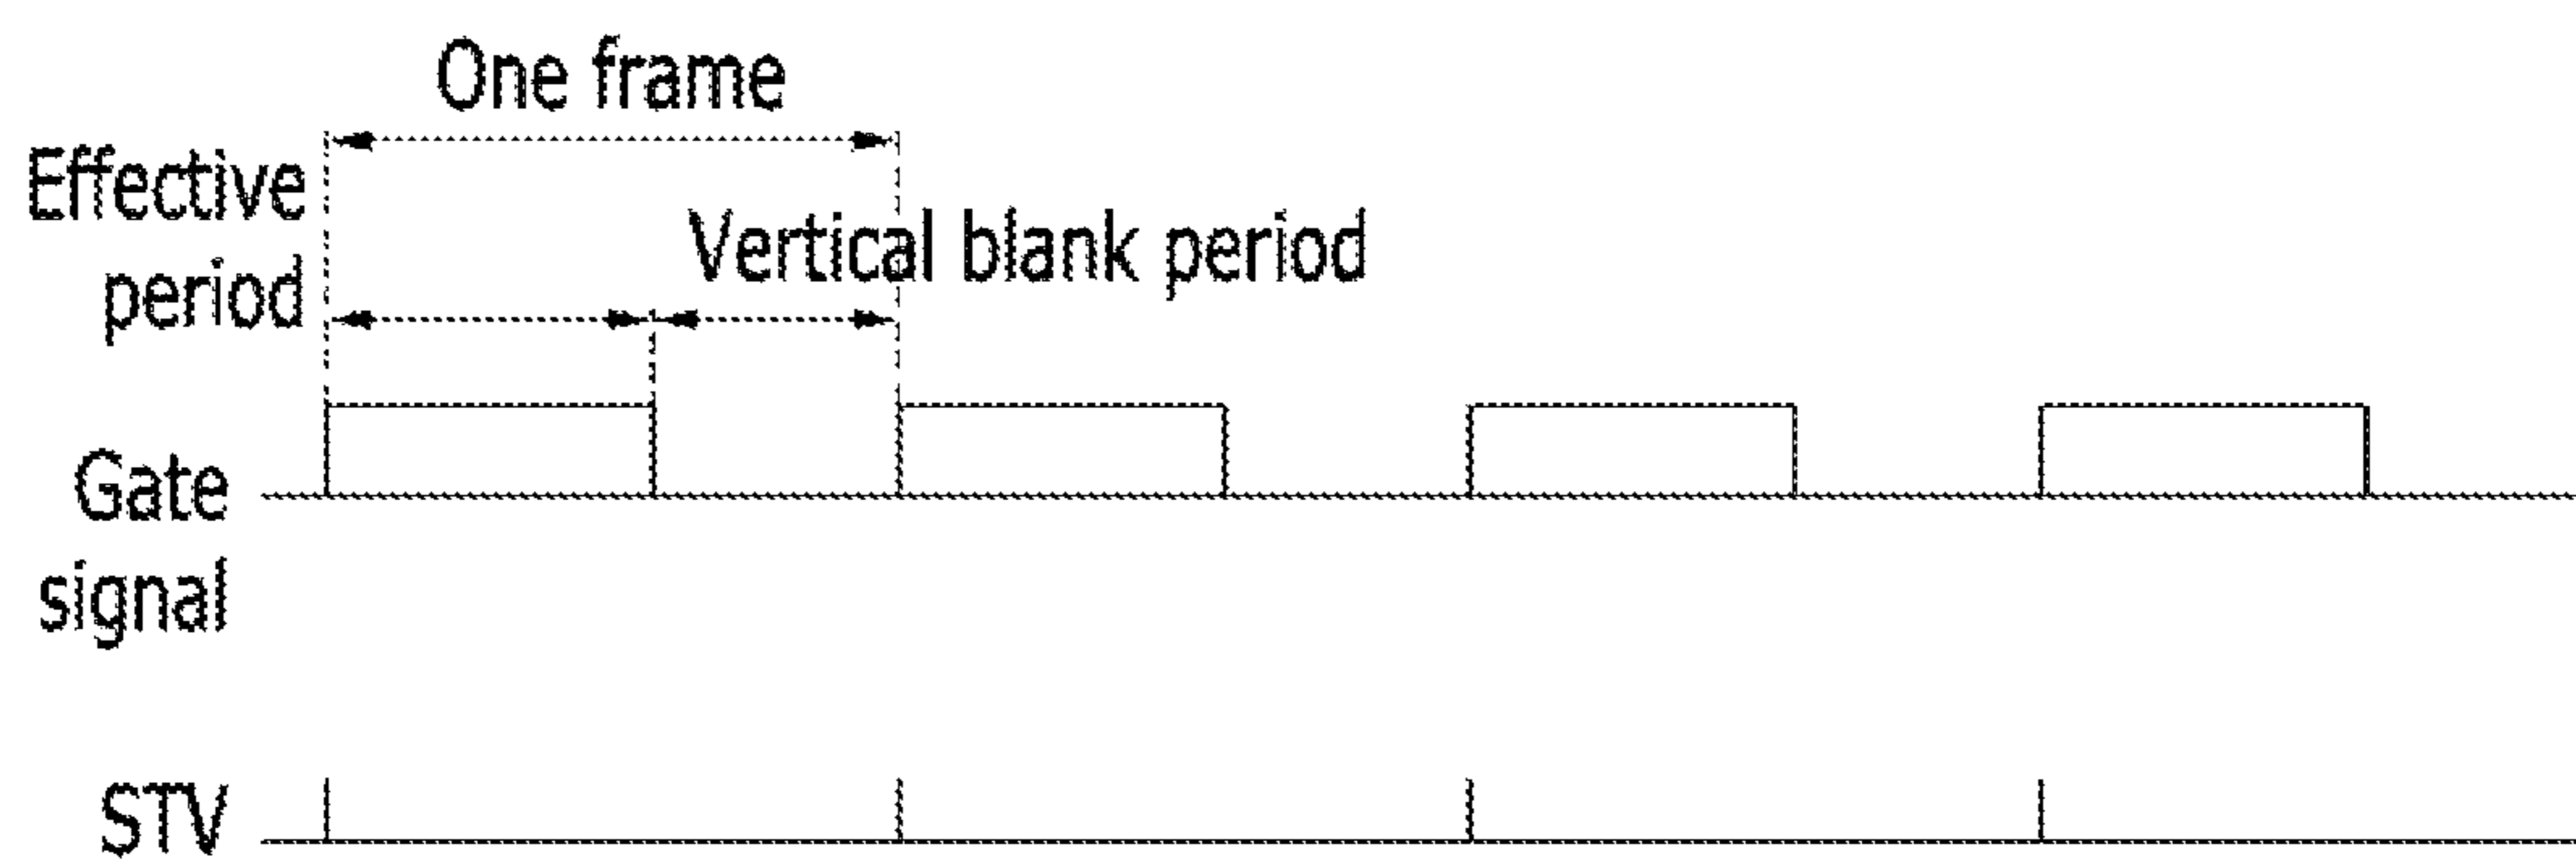 One frame
Effective
period
Vertical blank period
Gate
signal
STV